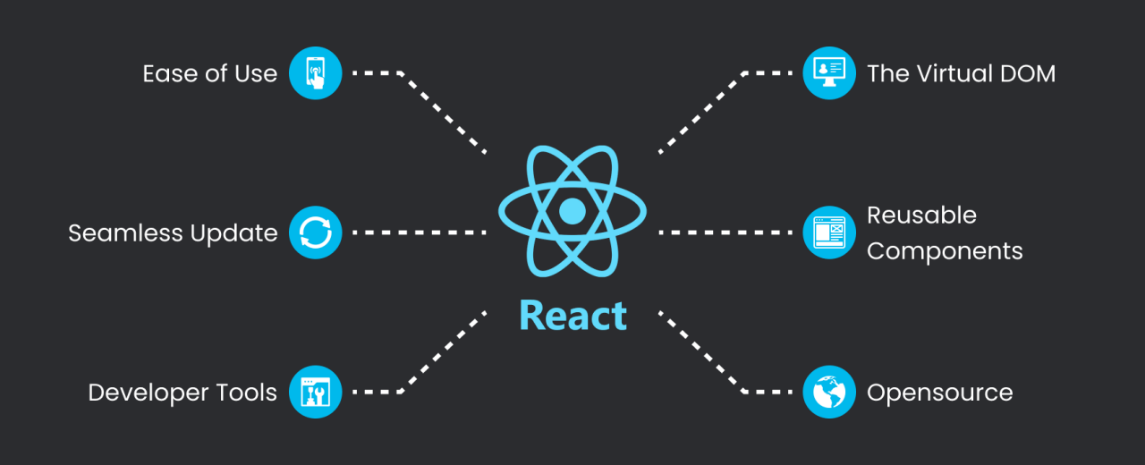 Ease of Use
The Virtual DOM
Seamless Update
Reusable
Components
React
Developer Tools
Opensource